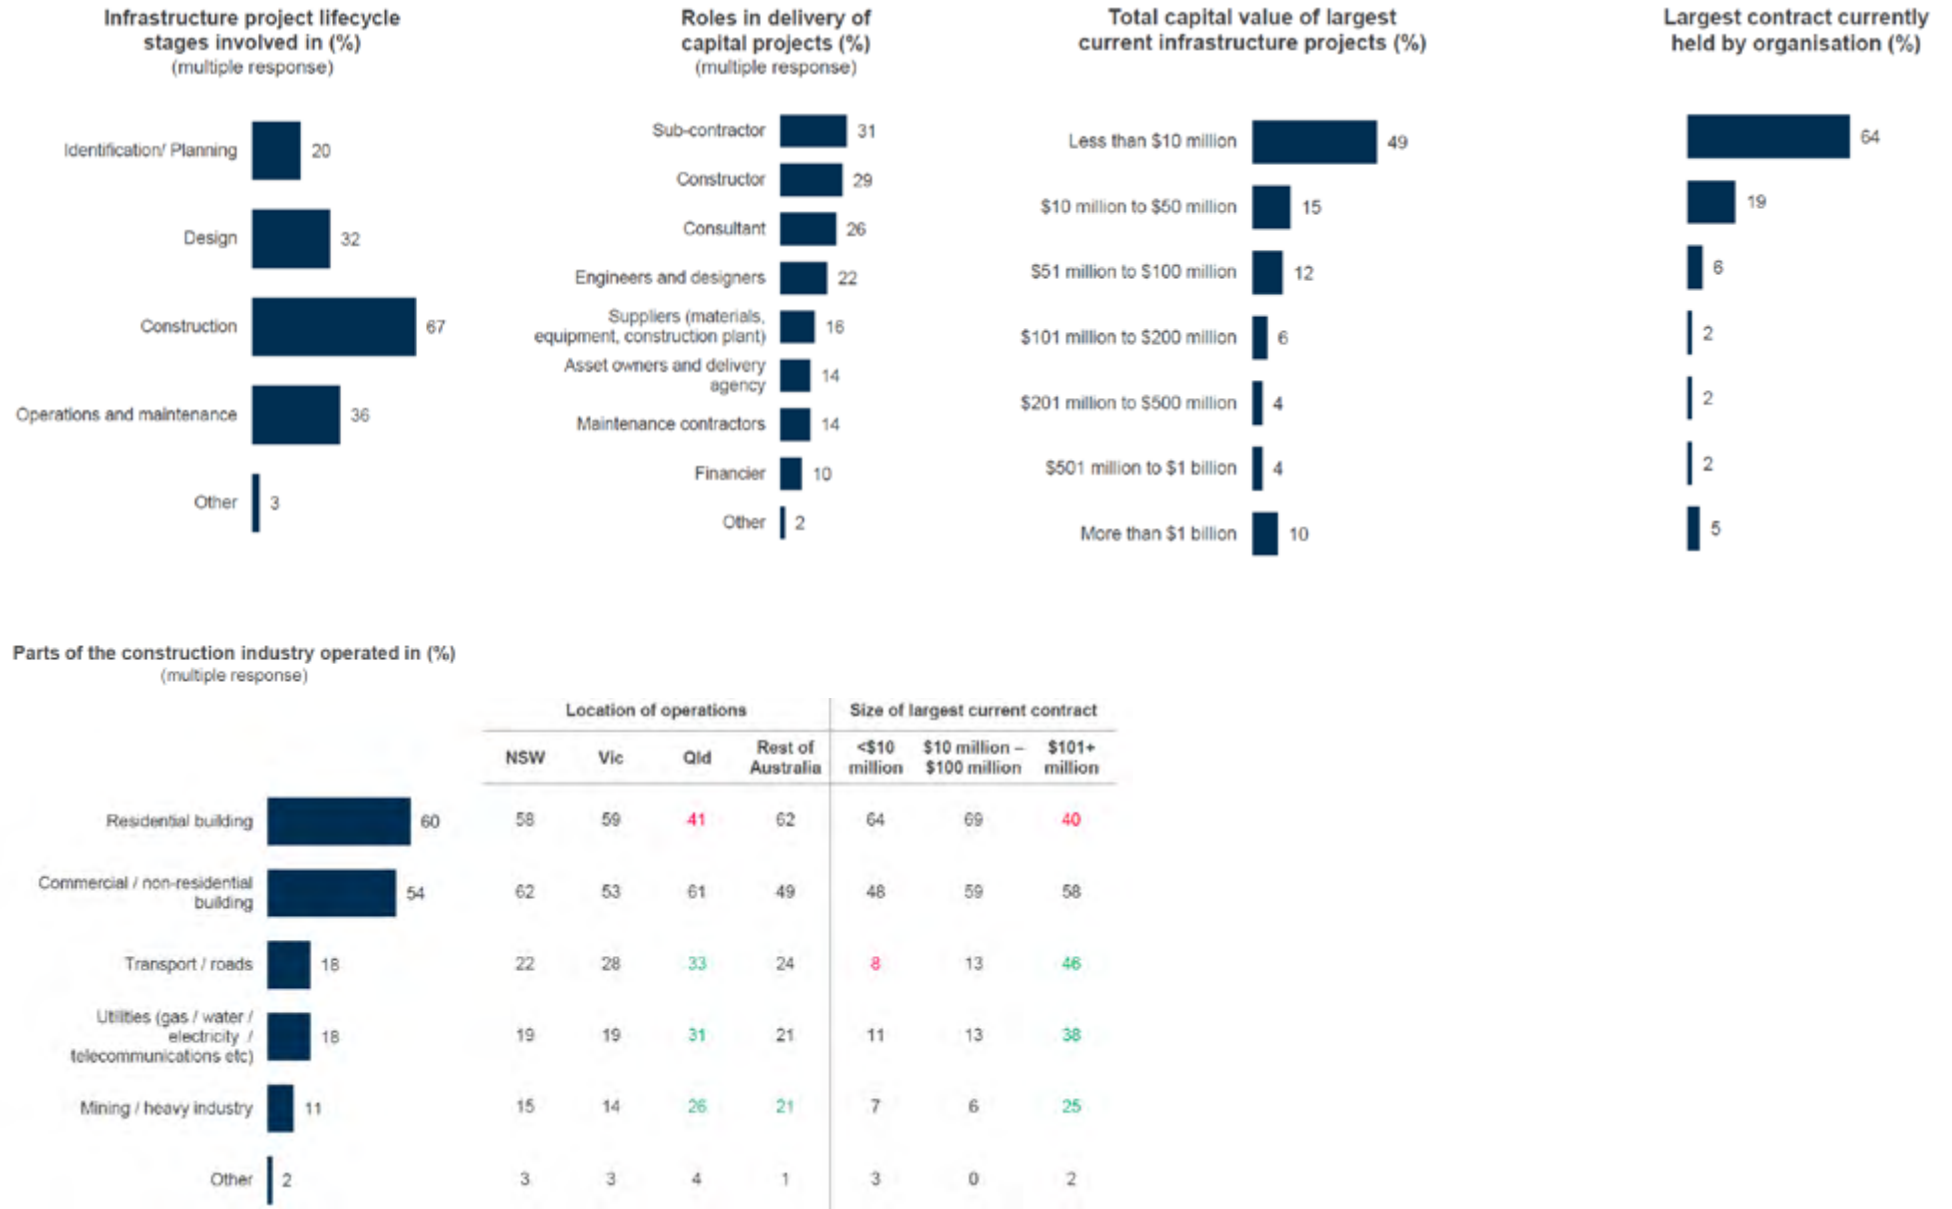 Infrastructure project lifecycle
stages involved in (%)
(multiple response)
Identification/ Planning 20
Design 32
Construction 67
Operations and maintenance 36
Other 3
Roles in delivery of
capital projects (%)
(multiple response)
Sub-contractor 31
Constructor 29
Consultant 26
Engineers and designers 22
Suppliers (materials,
equipment, construction plant) 16
Asset owners and delivery
agency 14
Maintenance contractors 14
Financier 10
Other 2
Total capital value of largest
current infrastructure projects (%)
Less than $10 million 49
$10 million to $50 million 15
$51 million to $100 million 12
$101 million to $200 million 6
$201 million to $500 million 4
$501 million to $1 billion 4
More than $1 billion 10
Largest contract currently
held by organisation (%)
64
19
6
2
2
2
5
Parts of the construction industry operated in (%)
(multiple response)
Location of operations Size of largest current contract
NSW Vic Qld Rest of
Australia <$10
million $10 million –
$100 million $101+
million
Residential building 60 58 59 41 62 64 69 40
Commercial / non-residential
building 54 62 53 61 49 48 59 58
Transport / roads 18 22 28 33 24 8 13 46
Utilities (gas / water /
electricity /
telecommunications etc) 18 19 19 31 21 11 13 38
Mining / heavy industry 11 15 14 26 21 7 6 25
Other 2 3 3 4 1 3 0 2